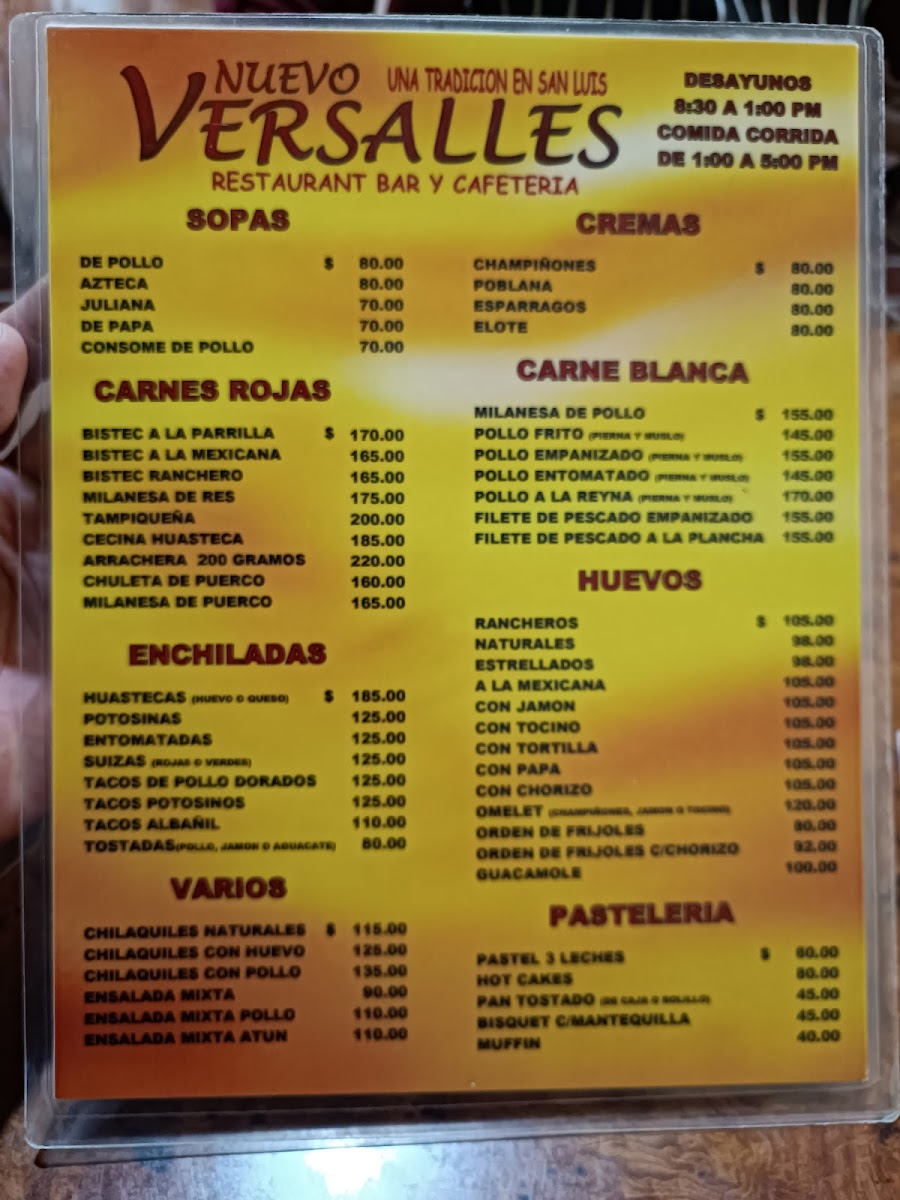 NUEVO
VERSALLES
UNA TRADICION EN SAN LUIS
RESTAURANT BAR Y CAFETERIA
DESAYUNOS
8:30 A 1:00 PM
COMIDA CORRIDA
DE 1:00 A 5:00 PM
SOPAS
DE POLLO $ 80.00
AZTECA 80.00
JULIANA 70.00
DE PAPA 70.00
CONSOME DE POLLO 70.00
CARNES ROJAS
BISTEC A LA PARRILLA $ 170.00
BISTEC A LA MEXICANA 165.00
BISTEC RANCHERO 165.00
MILANESA DE RES 175.00
TAMPIQUEÑA 200.00
CECINA HUASTECA 185.00
ARRACHERA 200 GRAMOS 220.00
CHULETA DE PUERCO 160.00
MILANESA DE PUERCO 165.00
ENCHILADAS
HUASTECAS (HUEVO O QUESO) $ 185.00
POTOSINAS 125.00
ENTOMATADAS 125.00
SUIZAS (ROJAS O VERDES) 125.00
TACOS DE POLLO DORADOS 125.00
TACOS POTOSINOS 125.00
TACOS ALBAÑIL 110.00
TOSTADAS(POLLO, JAMON O AGUACATE) 80.00
VARIOS
CHILAQUILES NATURALES $ 115.00
CHILAQUILES CON HUEVO 125.00
CHILAQUILES CON POLLO 135.00
ENSALADA MIXTA 90.00
ENSALADA MIXTA POLLO 110.00
ENSALADA MIXTA ATUN 110.00
CREMAS
CHAMPIÑONES $ 80.00
POBLANA 80.00
ESPARRAGOS 80.00
ELOTE 80.00
CARNE BLANCA
MILANESA DE POLLO $ 155.00
POLLO FRITO (PIERNA Y MUSLO) 145.00
POLLO EMPANIZADO (PIERNA Y MUSLO) 155.00
POLLO ENTOMATADO (PIERNA Y MUSLO) 145.00
POLLO A LA REYNA (PIERNA Y MUSLO) 170.00
FILETE DE PESCADO EMPANIZADO 155.00
FILETE DE PESCADO A LA PLANCHA 155.00
HUEVOS
RANCHEROS $ 105.00
NATURALES 98.00
ESTRELLADOS 98.00
A LA MEXICANA 105.00
CON JAMON 105.00
CON TOCINO 105.00
CON TORTILLA 105.00
CON PAPA 105.00
CON CHORIZO 105.00
OMELET (CHAMPIÑONES, JAMON O TOCINO) 120.00
ORDEN DE FRIJOLES 80.00
ORDEN DE FRIJOLES C/CHORIZO 92.00
GUACAMOLE 100.00
PASTELERIA
PASTEL 3 LECHES $ 60.00
HOT CAKES 80.00
PAN TOSTADO (DE CAJA O BOLILLO) 45.00
BISQUET C/MANTEQUILLA 45.00
MUFFIN 40.00